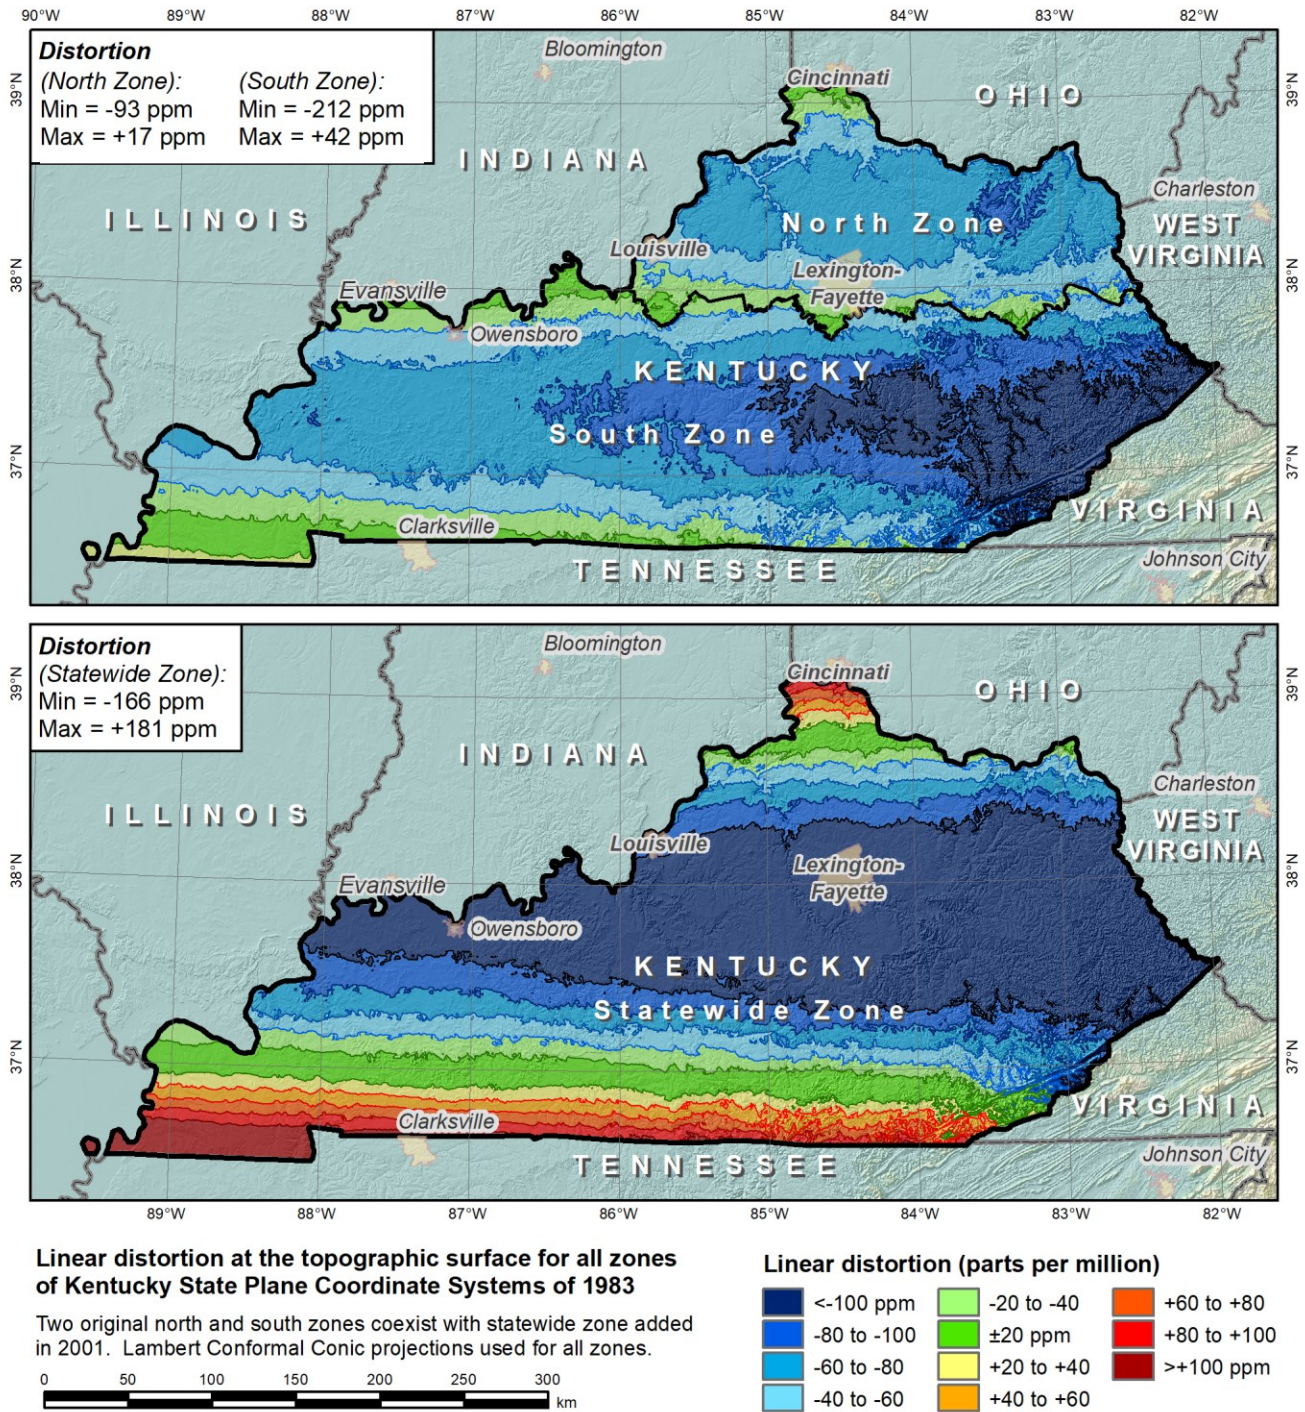 90°W 89°W 88°W 87°W 86°W 85°W 84°W 83°W 82°W
Distortion
(North Zone): (South Zone):
Min = -93 ppm Min = -212 ppm
Max = +17 ppm Max = +42 ppm
Bloomington
Cincinnati
39°N
39°N
OHIO
INDIANA
Charleston
ILLINOIS
North Zone
WEST
VIRGINIA
Louisville
38°N
38°N
Lexington-
Fayette
Evansville
Owensboro
KENTUCKY
South Zone
37°N
37°N
Clarksville
VIRGINIA
TENNESSEE
Johnson City
Distortion
(Statewide Zone):
Min = -166 ppm
Max = +181 ppm
Bloomington
Cincinnati
39°N
39°N
OHIO
INDIANA
Charleston
ILLINOIS
WEST
VIRGINIA
Louisville
38°N
38°N
Lexington-
Fayette
Evansville
Owensboro
KENTUCKY
Statewide Zone
37°N
37°N
Clarksville
VIRGINIA
TENNESSEE
Johnson City
89°W 88°W 87°W 86°W 85°W 84°W 83°W 82°W
Linear distortion at the topographic surface for all zones
of Kentucky State Plane Coordinate Systems of 1983
Two original north and south zones coexist with statewide zone added
in 2001. Lambert Conformal Conic projections used for all zones.
0 50 100 150 200 250 300
km
Linear distortion (parts per million)
<-100 ppm
-80 to -100
-60 to -80
-40 to -60
-20 to -40
±20 ppm
+20 to +40
+40 to +60
+60 to +80
+80 to +100
>+100 ppm